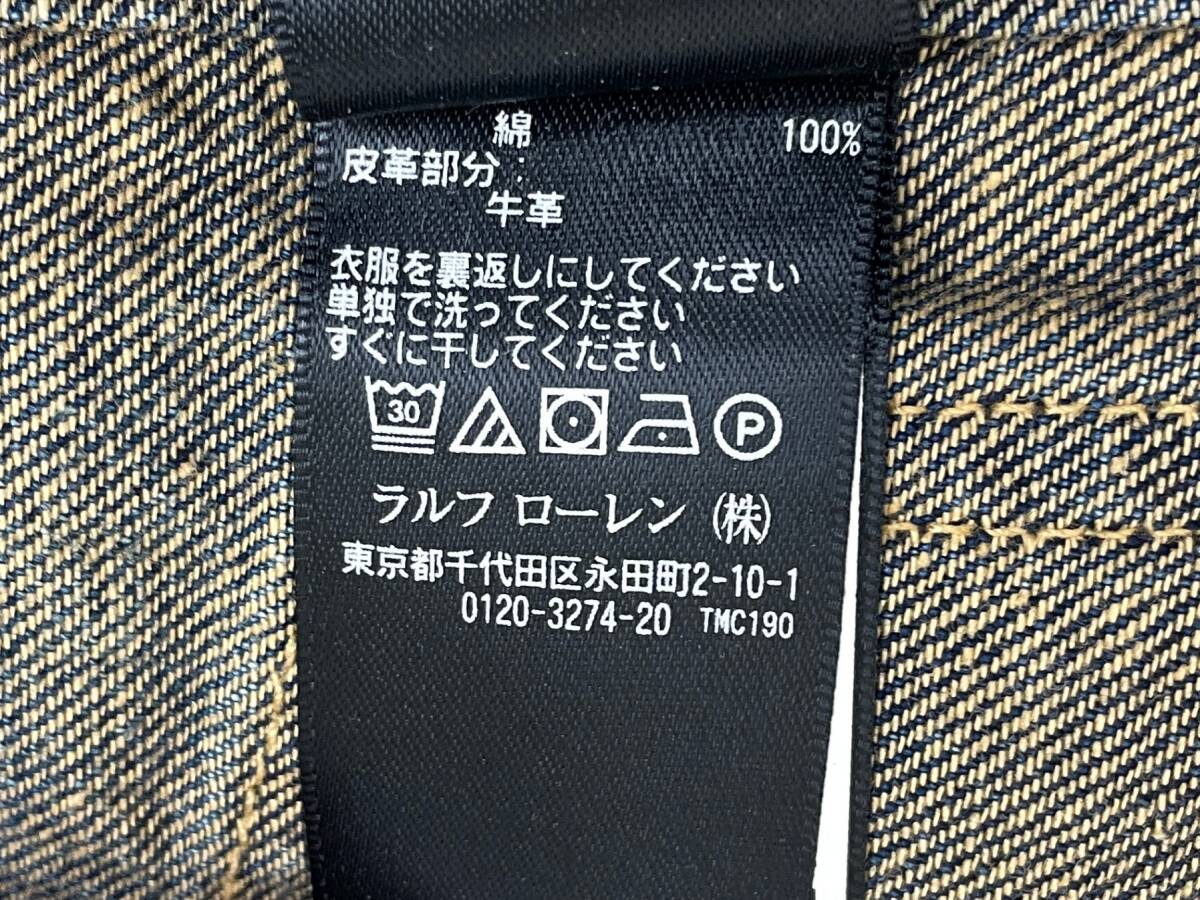 綿 100%
皮革部分:
牛革
衣服を裏返しにしてください
単独で洗ってください
すぐに干してください
30 P
ラルフ ローレン (株)
東京都千代田区永田町2-10-1
0120-3274-20 TMC190